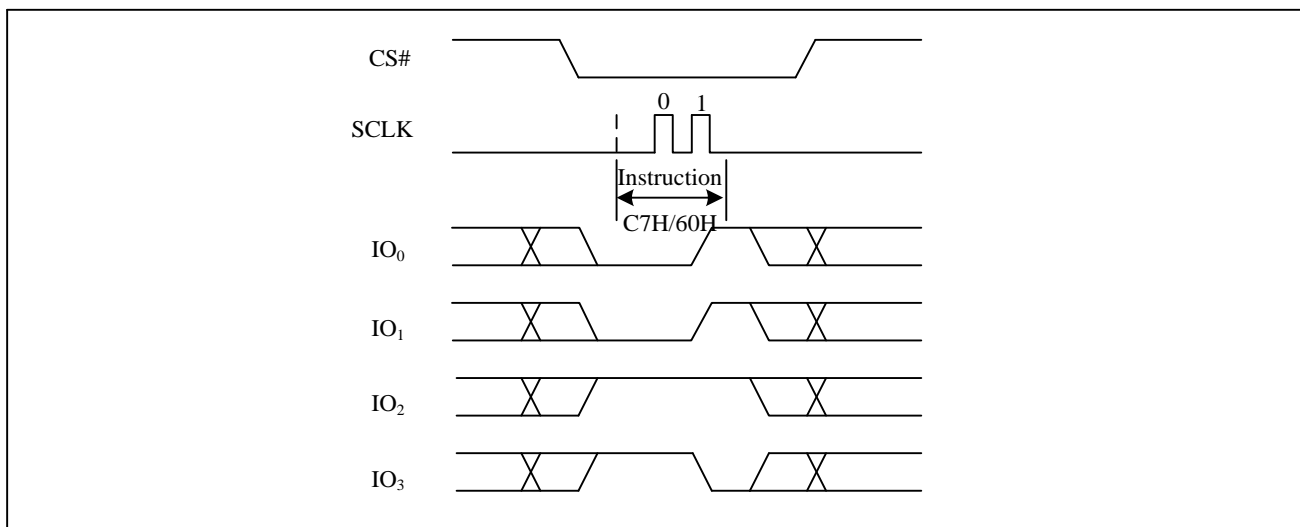 CS#
0 1
SCLK
Instruction
C7H/60H
IO0
IO1
IO2
IO3